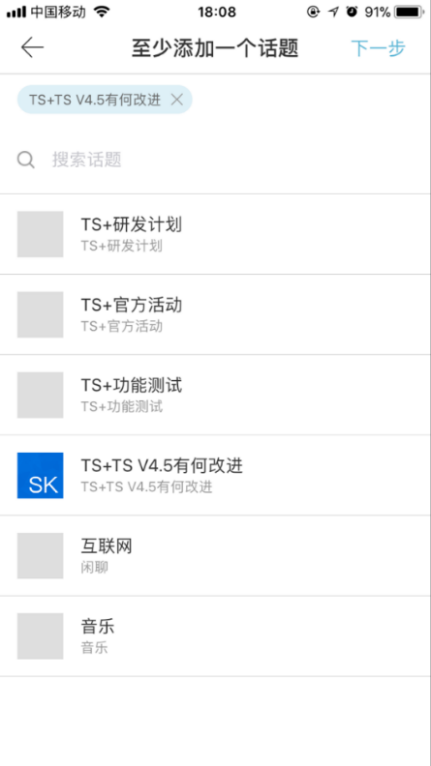 中国移动 18:08 91%
至少添加一个话题 下一步
TS+TS V4.5有何改进
搜索话题
TS+研发计划
TS+研发计划
TS+官方活动
TS+官方活动
TS+功能测试
TS+功能测试
SK
TS+TS V4.5有何改进
TS+TS V4.5有何改进
互联网
闲聊
音乐
音乐